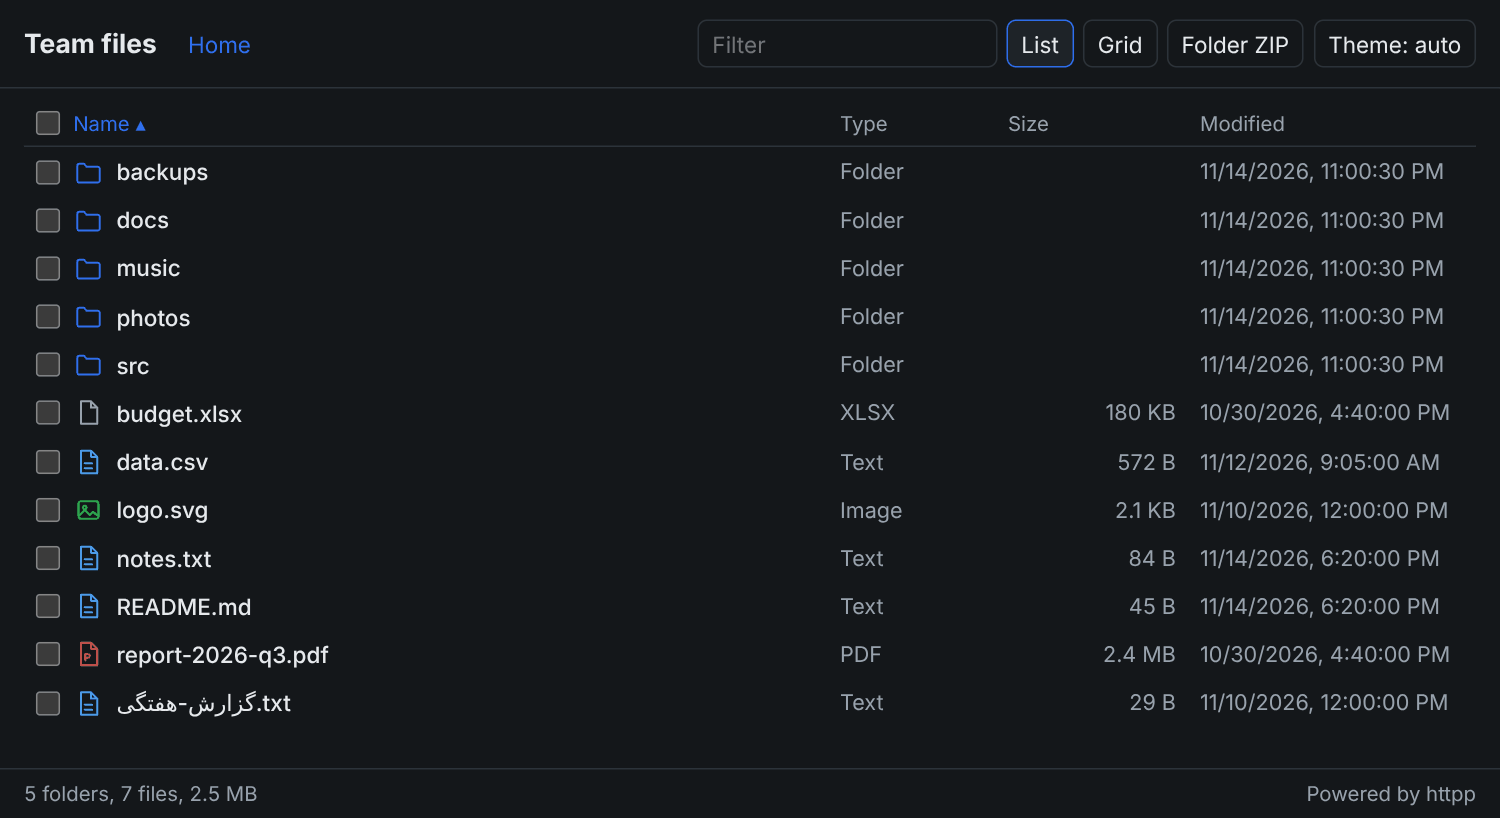 Team files Home Filter List Grid Folder ZIP Theme: auto
Name ▲ Type Size Modified
backups Folder 11/14/2026, 11:00:30 PM
docs Folder 11/14/2026, 11:00:30 PM
music Folder 11/14/2026, 11:00:30 PM
photos Folder 11/14/2026, 11:00:30 PM
src Folder 11/14/2026, 11:00:30 PM
budget.xlsx XLSX 180 KB 10/30/2026, 4:40:00 PM
data.csv Text 572 B 11/12/2026, 9:05:00 AM
logo.svg Image 2.1 KB 11/10/2026, 12:00:00 PM
notes.txt Text 84 B 11/14/2026, 6:20:00 PM
README.md Text 45 B 11/14/2026, 6:20:00 PM
report-2026-q3.pdf PDF 2.4 MB 10/30/2026, 4:40:00 PM
گزارش-هفتگی.txt Text 29 B 11/10/2026, 12:00:00 PM
5 folders, 7 files, 2.5 MB Powered by httpp